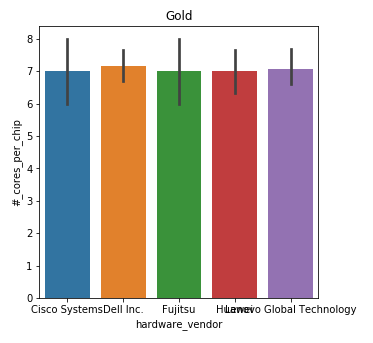 Gold
8
7
6
5
4
3
2
1
0
#_cores_per_chip
Cisco Systems Dell Inc. Fujitsu Huawei Lenovo Global Technology
hardware_vendor